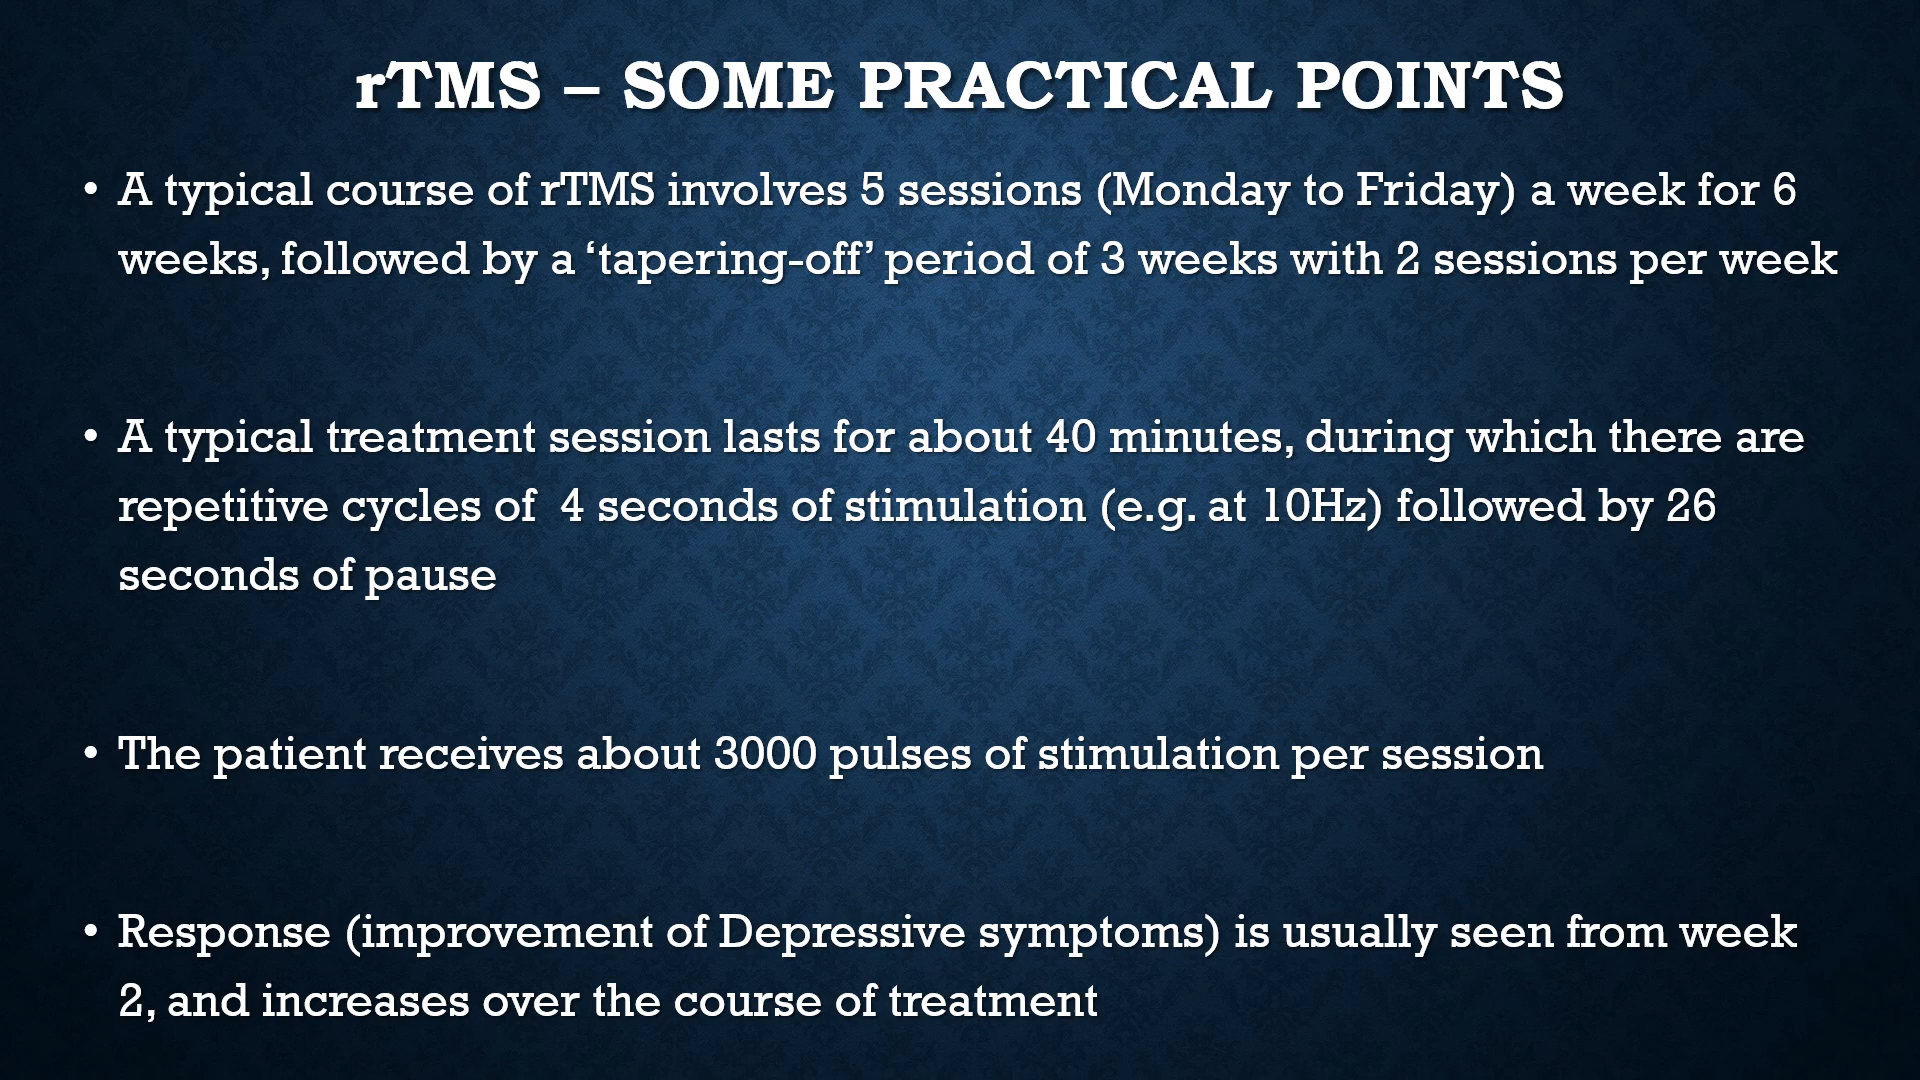 rTMS – SOME PRACTICAL POINTS
• A typical course of rTMS involves 5 sessions (Monday to Friday) a week for 6
weeks, followed by a ‘tapering-off’ period of 3 weeks with 2 sessions per week
• A typical treatment session lasts for about 40 minutes, during which there are
repetitive cycles of  4 seconds of stimulation (e.g. at 10Hz) followed by 26
seconds of pause
• The patient receives about 3000 pulses of stimulation per session
• Response (improvement of Depressive symptoms) is usually seen from week
2, and increases over the course of treatment